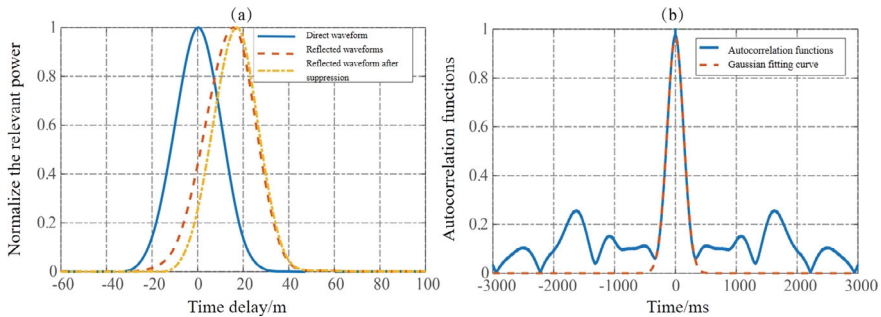 (a)
Normalize the relevant power
1
0.8
0.6
0.4
0.2
0
-60 -40 -20 0 20 40 60 80 100
Time delay/m
Direct waveform
Reflected waveforms
Reflected waveform after
suppression
(b)
Autocorrelation functions
1
0.8
0.6
0.4
0.2
0
-3000 -2000 -1000 0 1000 2000 3000
Time/ms
Autocorrelation functions
Gaussian fitting curve